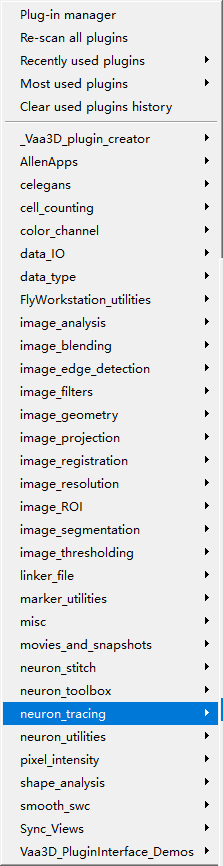 Plug-in manager
Re-scan all plugins
Recently used plugins
Most used plugins
Clear used plugins history
_Vaa3D_plugin_creator
AllenApps
celegans
cell_counting
color_channel
data_IO
data_type
FlyWorkstation_utilities
image_analysis
image_blending
image_edge_detection
image_filters
image_geometry
image_projection
image_registration
image_resolution
image_ROI
image_segmentation
image_thresholding
linker_file
marker_utilities
misc
movies_and_snapshots
neuron_stitch
neuron_toolbox
neuron_tracing
neuron_utilities
pixel_intensity
shape_analysis
smooth_swc
Sync_Views
Vaa3D_PluginInterface_Demos